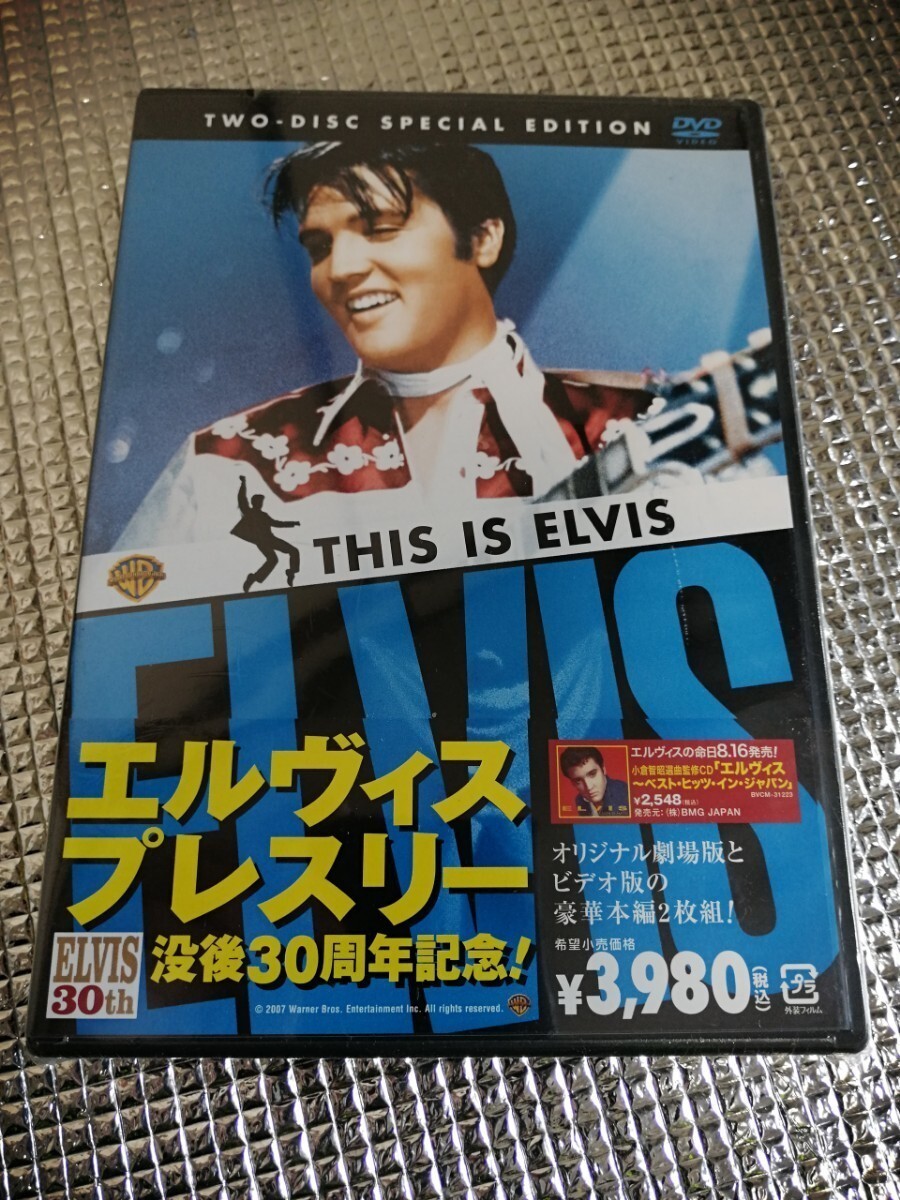 TWO-DISC SPECIAL EDITION
DVD
VIDEO
THIS IS ELVIS
ELVIS
エルヴィス
プレスリー
没後30周年記念!
ELVIS
30th
© 2007 Warner Bros. Entertainment Inc. All rights reserved.
エルヴィスの命日8.16発売!
小倉智昭選曲監修CD「エルヴィス
～ベスト・ヒッツ・イン・ジャパン」
¥2,548(税込) BVCM-31223
発売元:(株)BMG JAPAN
オリジナル劇場版と
ビデオ版の
豪華本編2枚組!
希望小売価格
¥3,980(税込)
プラ
外装フィルム